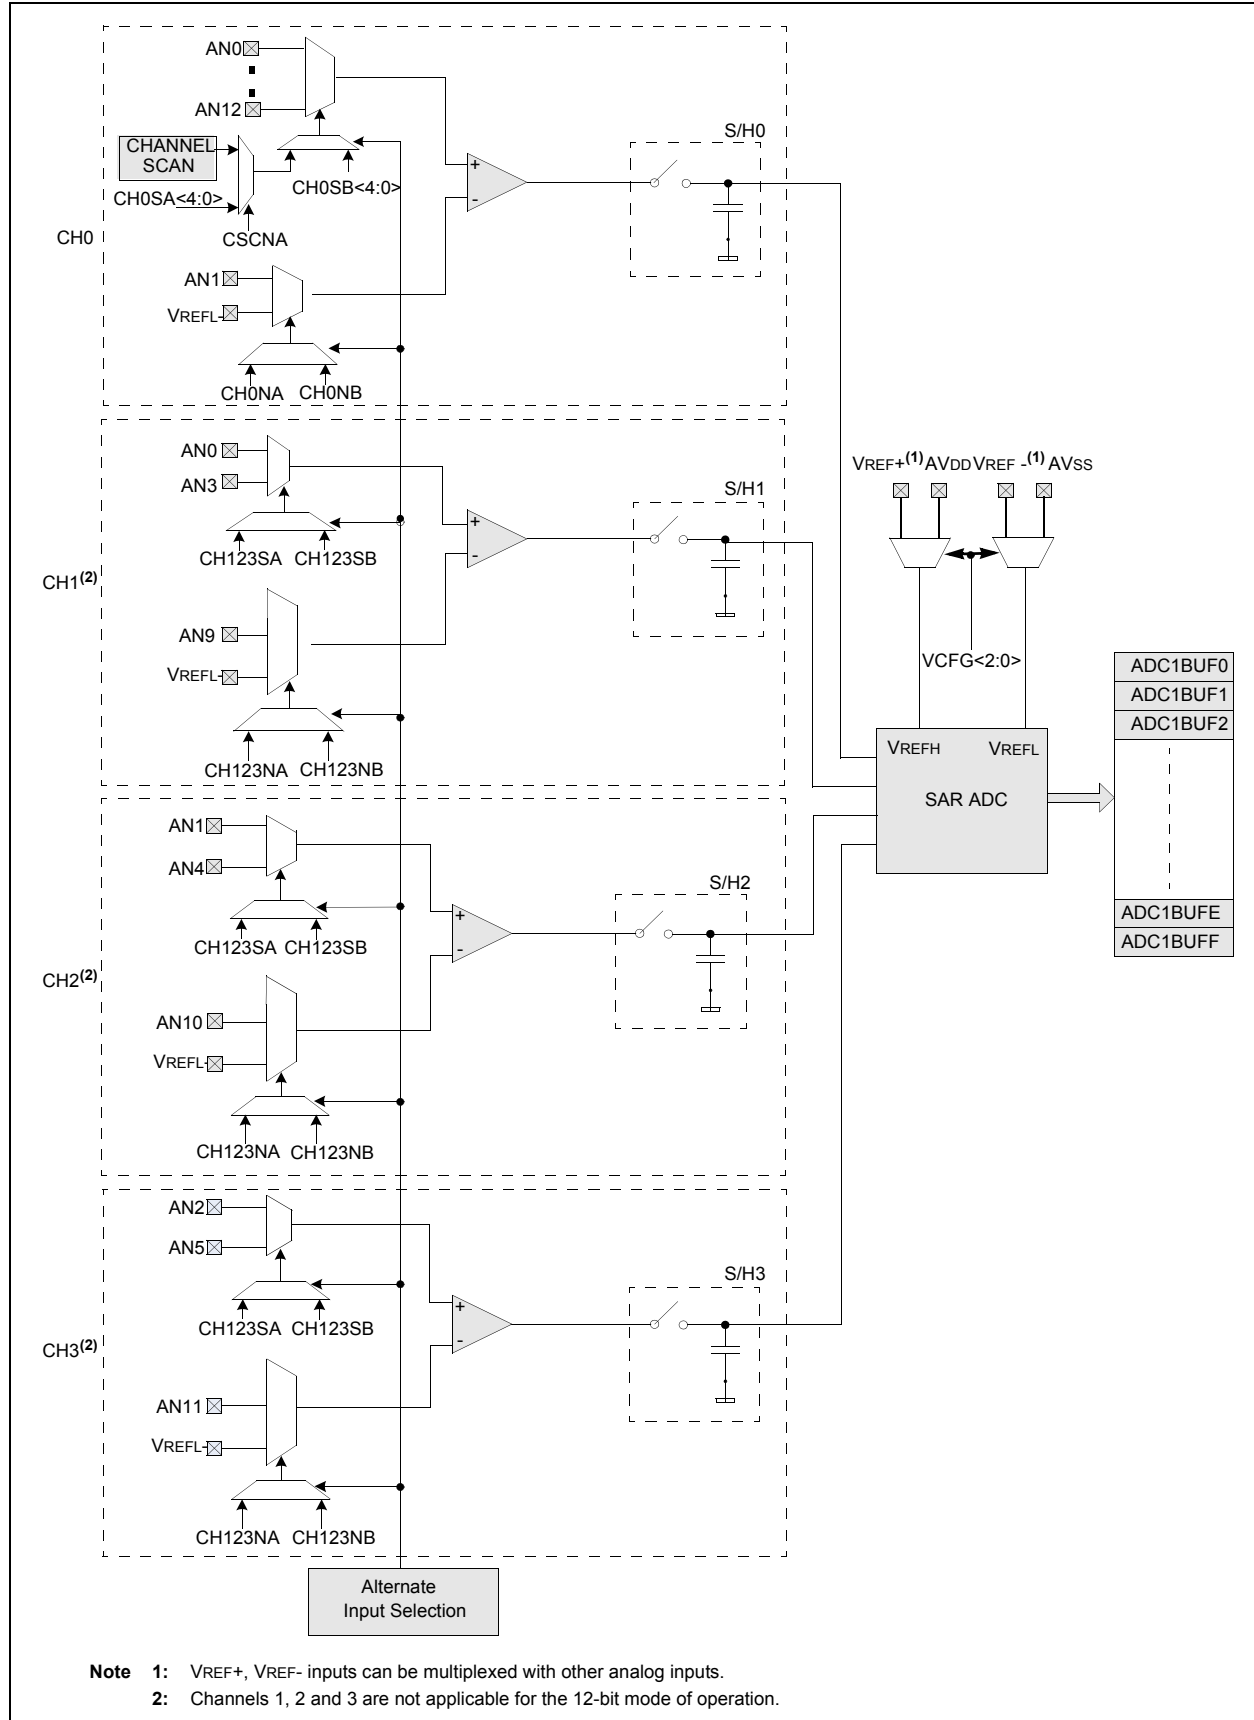 AN0
AN12
CHANNEL
SCAN
CH0SA<4:0>
CH0SB<4:0>
CSCNA
CH0
AN1
VREFL-
CH0NA
CH0NB
+
-
S/H0
AN0
AN3
CH123SA
CH123SB
CH1(2)
AN9
VREFL-
CH123NA
CH123NB
+
-
S/H1
VREF+(1) AVDD VREF -(1) AVSS
VCFG<2:0>
VREFH
VREFL
SAR ADC
ADC1BUF0
ADC1BUF1
ADC1BUF2
ADC1BUFE
ADC1BUFF
AN1
AN4
CH123SA
CH123SB
CH2(2)
AN10
VREFL-
CH123NA
CH123NB
+
-
S/H2
AN2
AN5
CH123SA
CH123SB
CH3(2)
AN11
VREFL-
CH123NA
CH123NB
+
-
S/H3
Alternate
Input Selection
Note 1: VREF+, VREF- inputs can be multiplexed with other analog inputs.
2: Channels 1, 2 and 3 are not applicable for the 12-bit mode of operation.